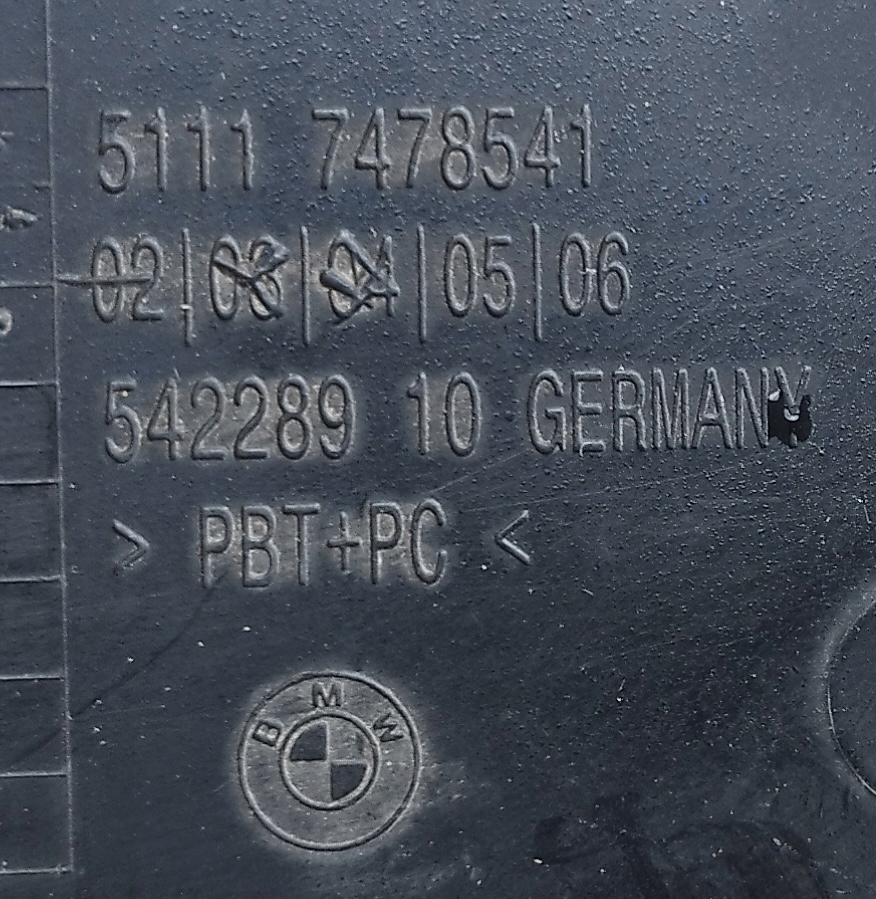 5111 7478541
02|03|04|05|06
542289 10 GERMANY
> PBT+PC <
BMW